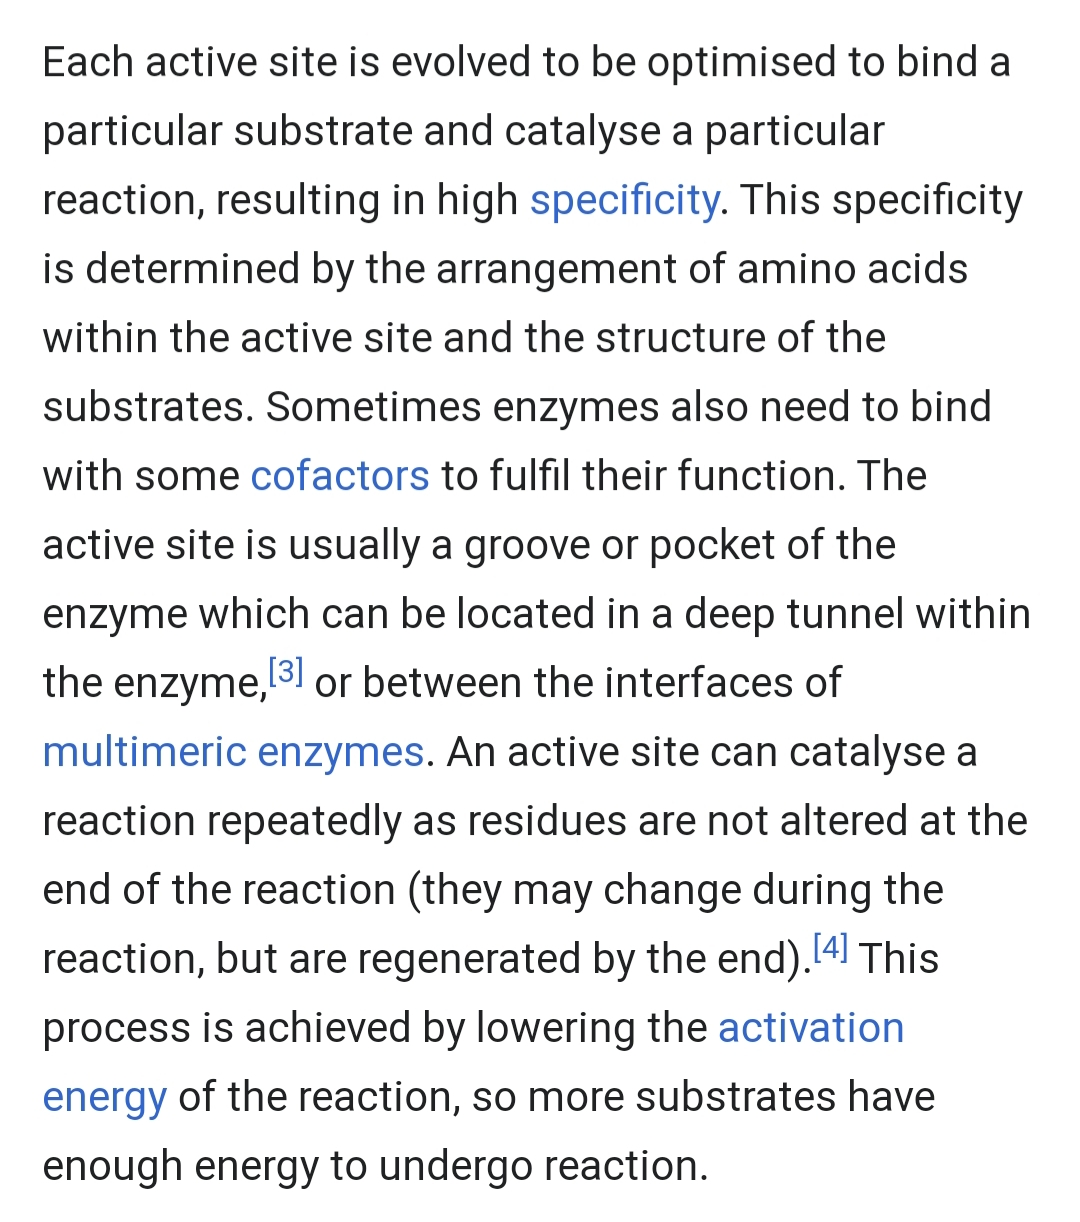 Each active site is evolved to be optimised to bind a
particular substrate and catalyse a particular
reaction, resulting in high specificity. This specificity
is determined by the arrangement of amino acids
within the active site and the structure of the
substrates. Sometimes enzymes also need to bind
with some cofactors to fulfil their function. The
active site is usually a groove or pocket of the
enzyme which can be located in a deep tunnel within
the enzyme,[3] or between the interfaces of
multimeric enzymes. An active site can catalyse a
reaction repeatedly as residues are not altered at the
end of the reaction (they may change during the
reaction, but are regenerated by the end).[4] This
process is achieved by lowering the activation
energy of the reaction, so more substrates have
enough energy to undergo reaction.